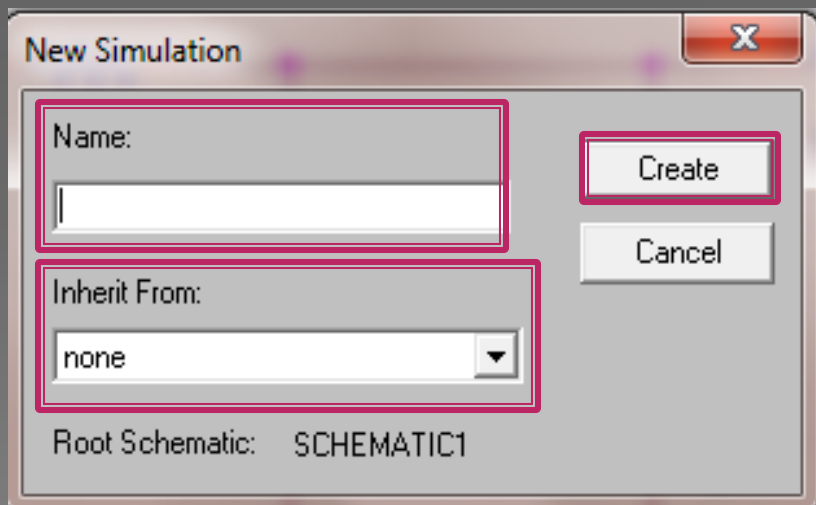 New Simulation
Name:
Create
Cancel
Inherit From:
none
Root Schematic: SCHEMATIC1